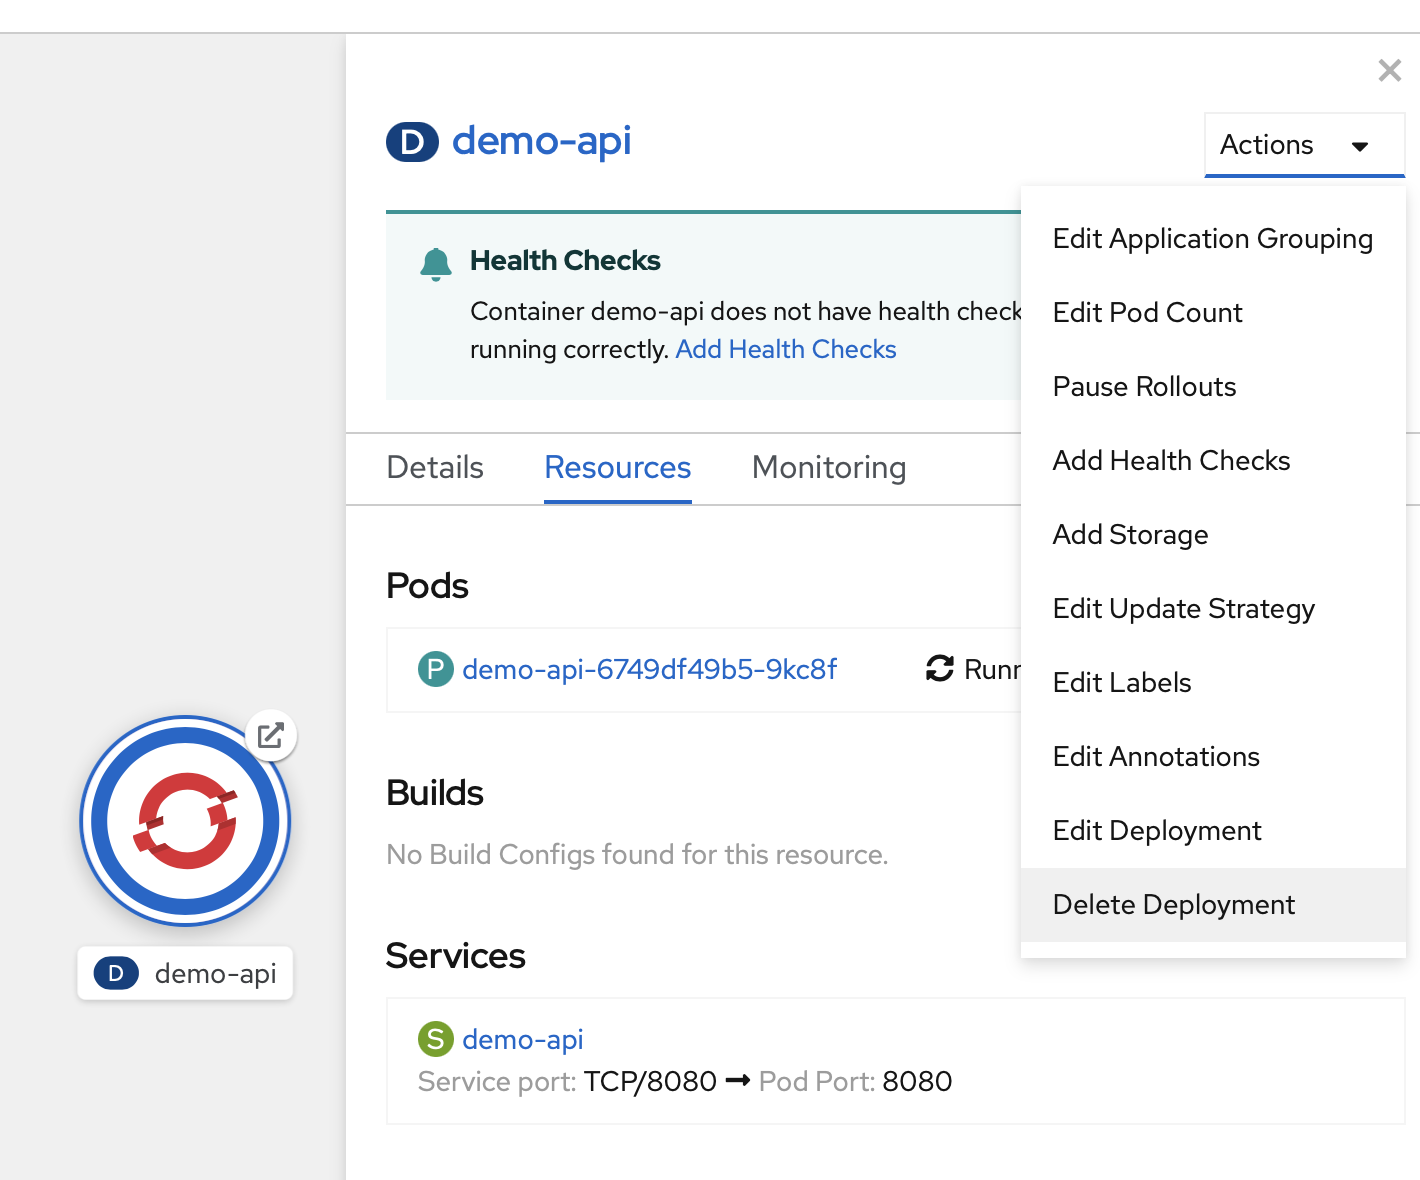 D demo-api
Actions
Health Checks
Container demo-api does not have health check
running correctly. Add Health Checks
Edit Application Grouping
Edit Pod Count
Pause Rollouts
Add Health Checks
Add Storage
Edit Update Strategy
Edit Labels
Edit Annotations
Edit Deployment
Delete Deployment
Details Resources Monitoring
Pods
P demo-api-6749df49b5-9kc8f
Builds
No Build Configs found for this resource.
Services
S demo-api
Service port: TCP/8080 → Pod Port: 8080
D demo-api